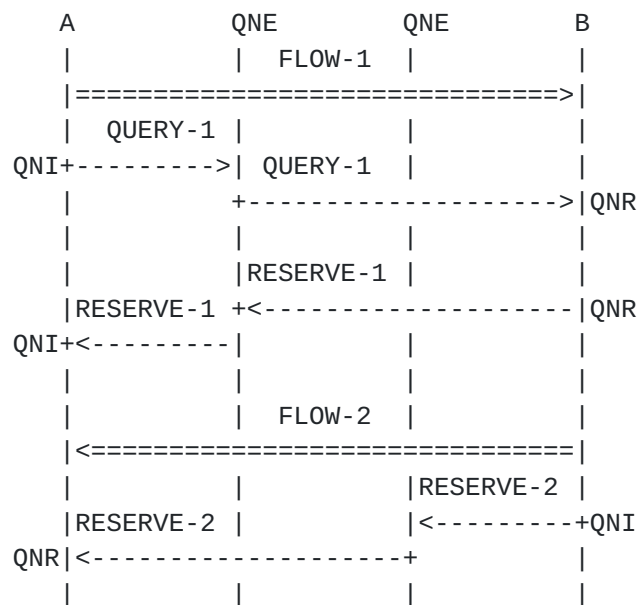 A          QNE        QNE        B
    |           |  FLOW-1  |          |
    |===============================>|
    |  QUERY-1 |          |          |
 QNI+--------->| QUERY-1  |          |
    |          +-------------------->|QNR
    |          |          |          |
    |          |RESERVE-1 |          |
    |RESERVE-1 +<--------------------|QNR
 QNI+<---------|          |          |
    |          |          |          |
    |          |  FLOW-2  |          |
    |<===============================|
    |          |          |RESERVE-2 |
    |RESERVE-2 |          |<---------+QNI
 QNR|<--------------------+          |
    |          |          |          |